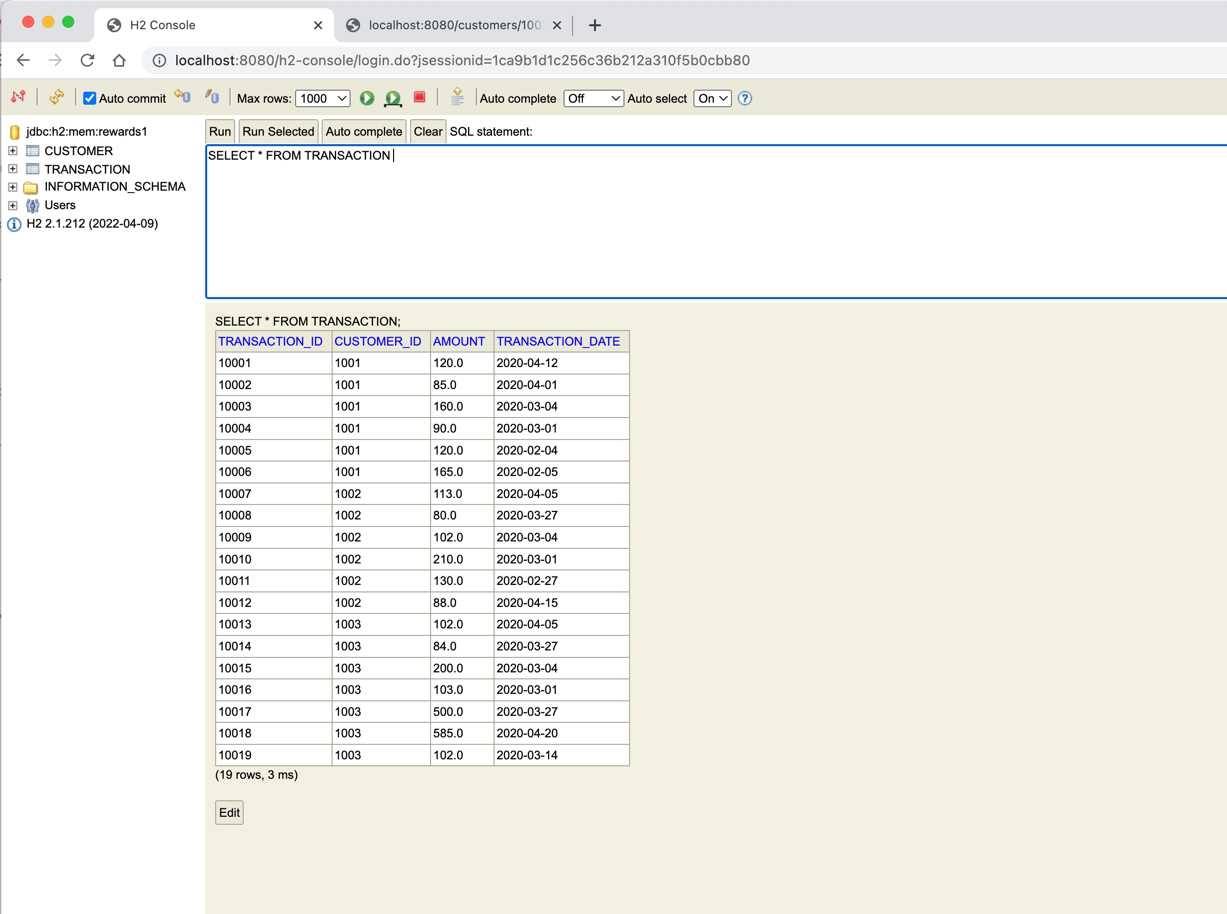 H2 Console
localhost:8080/customers/100
localhost:8080/h2-console/login.do?jsessionid=1ca9b1d1c256c36b212a310f5b0cbb80
Auto commit Max rows: 1000 Auto complete Off Auto select On ?
jdbc:h2:mem:rewards1
CUSTOMER
TRANSACTION
INFORMATION_SCHEMA
Users
H2 2.1.212 (2022-04-09)
Run Run Selected Auto complete Clear SQL statement:
SELECT * FROM TRANSACTION
SELECT * FROM TRANSACTION;
TRANSACTION_ID CUSTOMER_ID AMOUNT TRANSACTION_DATE
10001 1001 120.0 2020-04-12
10002 1001 85.0 2020-04-01
10003 1001 160.0 2020-03-04
10004 1001 90.0 2020-03-01
10005 1001 120.0 2020-02-04
10006 1001 165.0 2020-02-05
10007 1002 113.0 2020-04-05
10008 1002 80.0 2020-03-27
10009 1002 102.0 2020-03-04
10010 1002 210.0 2020-03-01
10011 1002 130.0 2020-02-27
10012 1002 88.0 2020-04-15
10013 1003 102.0 2020-04-05
10014 1003 84.0 2020-03-27
10015 1003 200.0 2020-03-04
10016 1003 103.0 2020-03-01
10017 1003 500.0 2020-03-27
10018 1003 585.0 2020-04-20
10019 1003 102.0 2020-03-14
(19 rows, 3 ms)
Edit